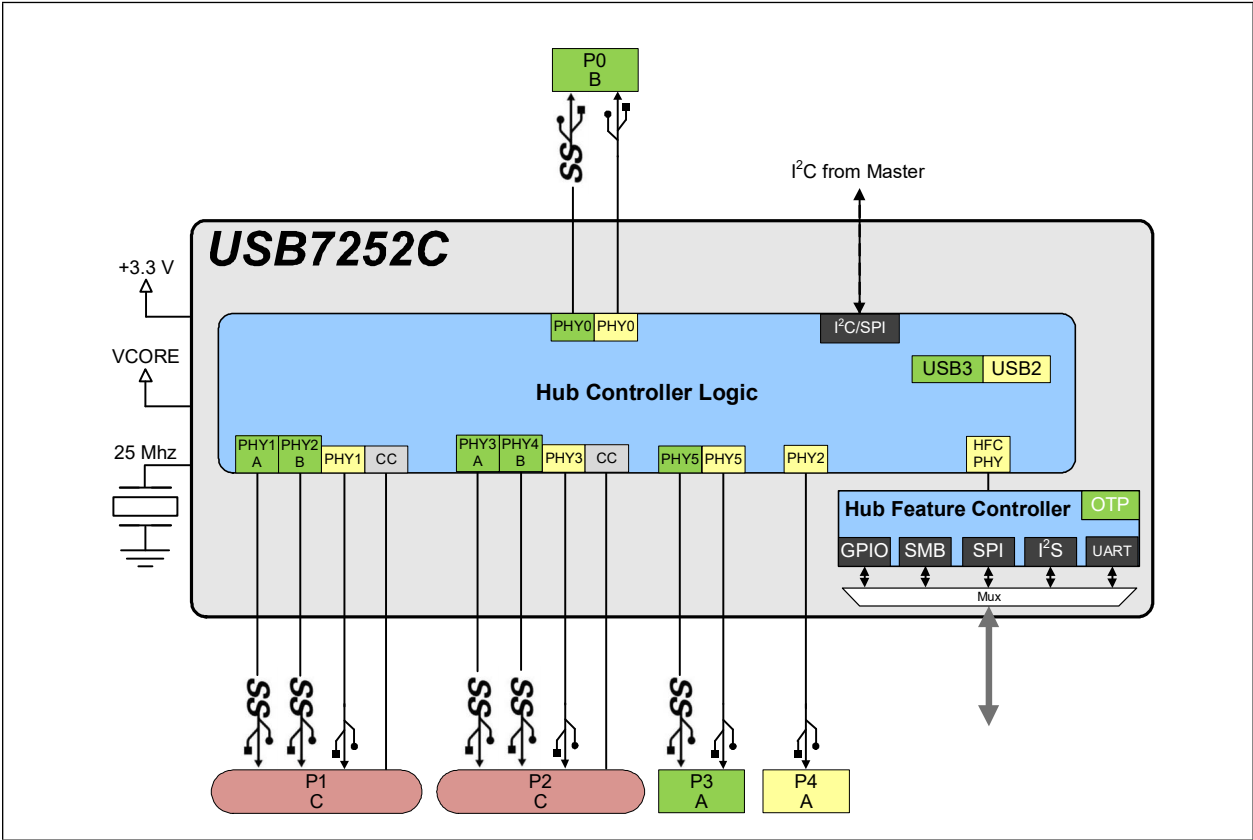 P0
B
SS
I²C from Master
USB7252C
+3.3 V
PHY0 PHY0
I²C/SPI
VCORE
USB3 USB2
Hub Controller Logic
25 Mhz
PHY1
A
PHY2
B
PHY1
CC
PHY3
A
PHY4
B
PHY3
CC
PHY5
PHY5
PHY2
HFC
PHY
Hub Feature Controller
OTP
GPIO
SMB
SPI
I²S
UART
Mux
SS
SS
SS
SS
SS
P1
C
P2
C
P3
A
P4
A